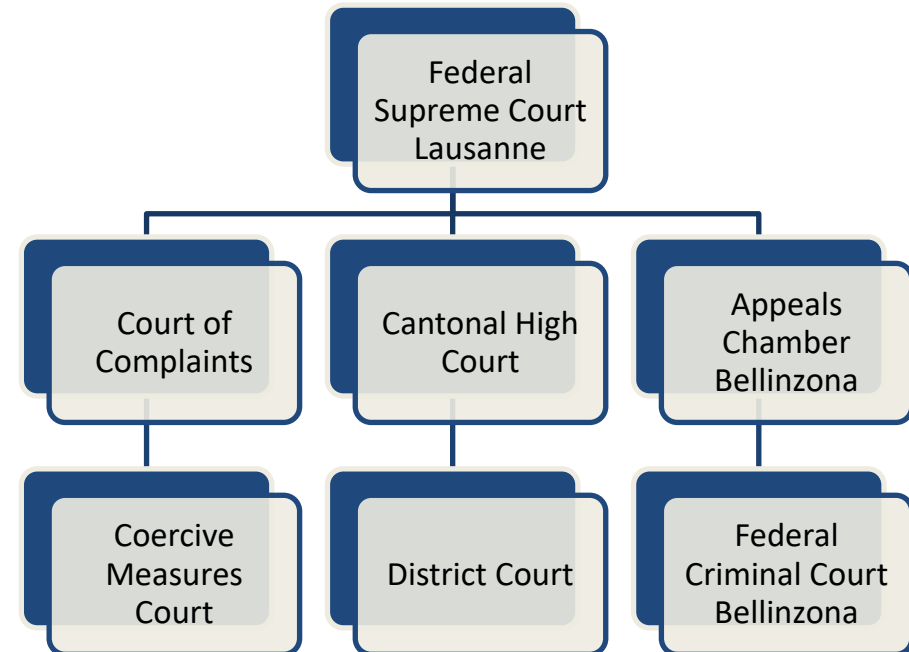 Federal
Supreme Court
Lausanne
Court of
Complaints
Cantonal High
Court
Appeals
Chamber
Bellinzona
Coercive
Measures
Court
District Court
Federal
Criminal Court
Bellinzona